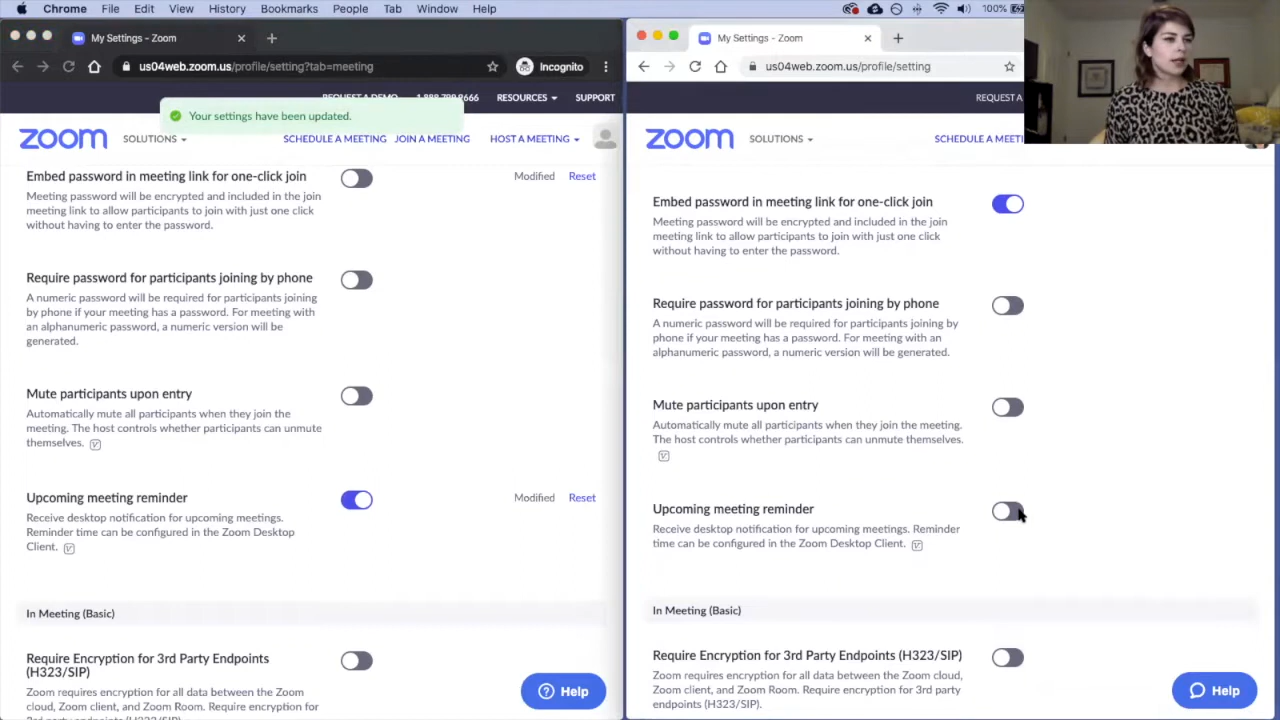 Chrome File Edit View History Bookmarks People Tab Window Help 100%
My Settings - Zoom
us04web.zoom.us/profile/setting?tab=meeting Incognito
REQUEST A DEMO 1.888.799.9666 RESOURCES SUPPORT
Your settings have been updated.
zoom SOLUTIONS SCHEDULE A MEETING JOIN A MEETING HOST A MEETING
Embed password in meeting link for one-click join Modified Reset
Meeting password will be encrypted and included in the join
meeting link to allow participants to join with just one click
without having to enter the password.
Require password for participants joining by phone
A numeric password will be required for participants joining
by phone if your meeting has a password. For meeting with
an alphanumeric password, a numeric version will be
generated.
Mute participants upon entry
Automatically mute all participants when they join the
meeting. The host controls whether participants can unmute
themselves.
Upcoming meeting reminder Modified Reset
Receive desktop notification for upcoming meetings.
Reminder time can be configured in the Zoom Desktop
Client.
In Meeting (Basic)
Require Encryption for 3rd Party Endpoints
(H323/SIP)
Zoom requires encryption for all data between the Zoom
cloud, Zoom client, and Zoom Room. Require encryption for
3rd party endpoints (H323/SIP).
Help
My Settings - Zoom
us04web.zoom.us/profile/setting
REQUEST A
zoom SOLUTIONS SCHEDULE A MEETI
Embed password in meeting link for one-click join
Meeting password will be encrypted and included in the join
meeting link to allow participants to join with just one click
without having to enter the password.
Require password for participants joining by phone
A numeric password will be required for participants joining by
phone if your meeting has a password. For meeting with an
alphanumeric password, a numeric version will be generated.
Mute participants upon entry
Automatically mute all participants when they join the meeting.
The host controls whether participants can unmute themselves.
Upcoming meeting reminder
Receive desktop notification for upcoming meetings. Reminder
time can be configured in the Zoom Desktop Client.
In Meeting (Basic)
Require Encryption for 3rd Party Endpoints (H323/SIP)
Zoom requires encryption for all data between the Zoom cloud,
Zoom client, and Zoom Room. Require encryption for 3rd party
endpoints (H323/SIP).
Help